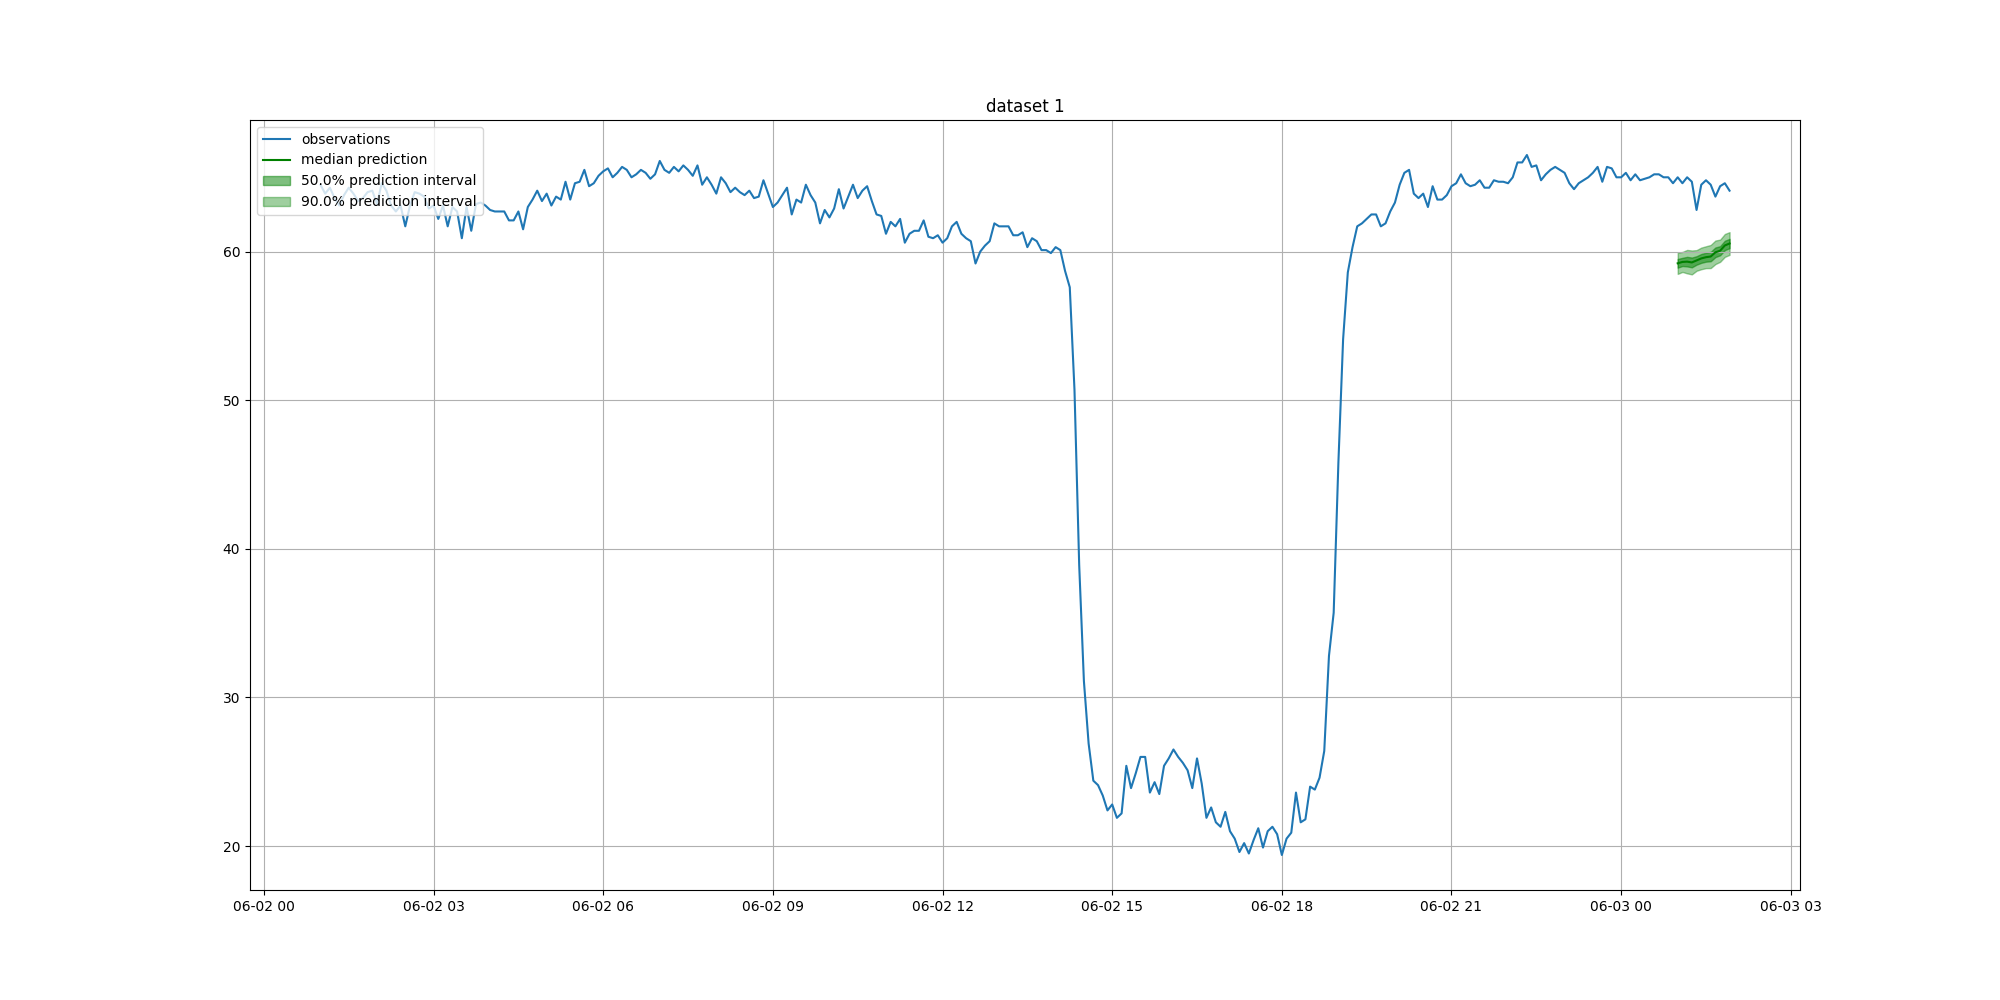 dataset 1
observations
median prediction
50.0% prediction interval
90.0% prediction interval
60
50
40
30
20
06-02 00 06-02 03 06-02 06 06-02 09 06-02 12 06-02 15 06-02 18 06-02 21 06-03 00 06-03 03